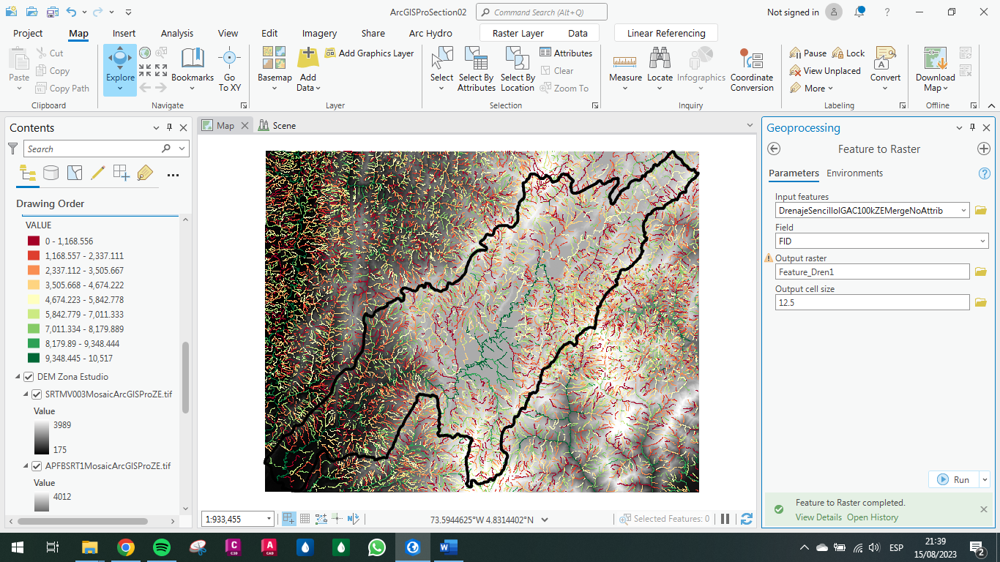 ArcGISProSection02
Command Search (Alt+Q)
Not signed in
?
Project Map Insert Analysis View Edit Imagery Share Arc Hydro Raster Layer Data Linear Referencing
Paste
Cut
Copy
Copy Path
Clipboard
Explore
Bookmarks
Go
To XY
Navigate
Basemap
Add
Data
Add Graphics Layer
Layer
Select
Select By
Attributes
Select By
Location
Attributes
Clear
Zoom To
Selection
Measure
Locate
Infographics
Coordinate
Conversion
Inquiry
Pause
Lock
View Unplaced
More
Convert
Labeling
Download
Map
Offline
Contents
Search
Drawing Order
VALUE
0 - 1,168.556
1,168.557 - 2,337.111
2,337.112 - 3,505.667
3,505.668 - 4,674.222
4,674.223 - 5,842.778
5,842.779 - 7,011.333
7,011.334 - 8,179.889
8,179.89 - 9,348.444
9,348.445 - 10,517
DEM Zona Estudio
SRTMV003MosaicArcGISProZE.tif
Value
3989
175
APFBSRT1MosaicArcGISProZE.tif
Value
4012
Map
Scene
1:933,455
73.5944625°W 4.8314402°N
Selected Features: 0
Geoprocessing
Feature to Raster
Parameters Environments
?
Input features
DrenajeSencilloIGAC100kZEMergeNoAttrib
Field
FID
Output raster
Feature_Dren1
Output cell size
12.5
Run
Feature to Raster completed.
View Details Open History
C
C3D
A
CAD
W
ESP
21:39
15/08/2023
2